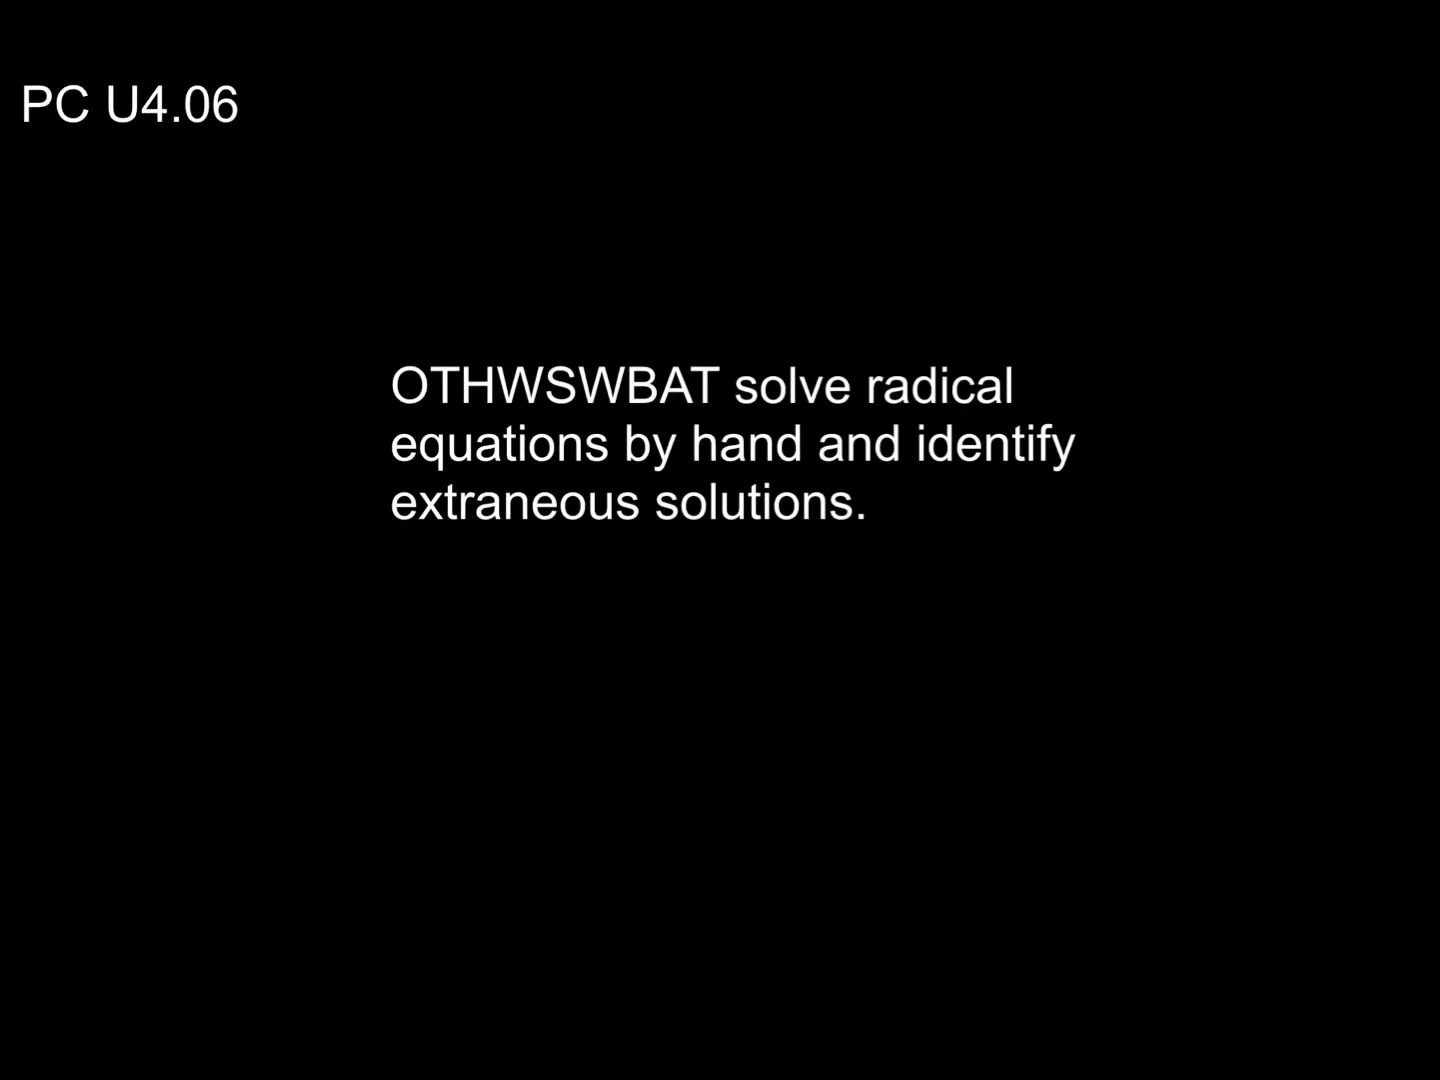 PC U4.06
OTHWSWBAT solve radical
equations by hand and identify
extraneous solutions.